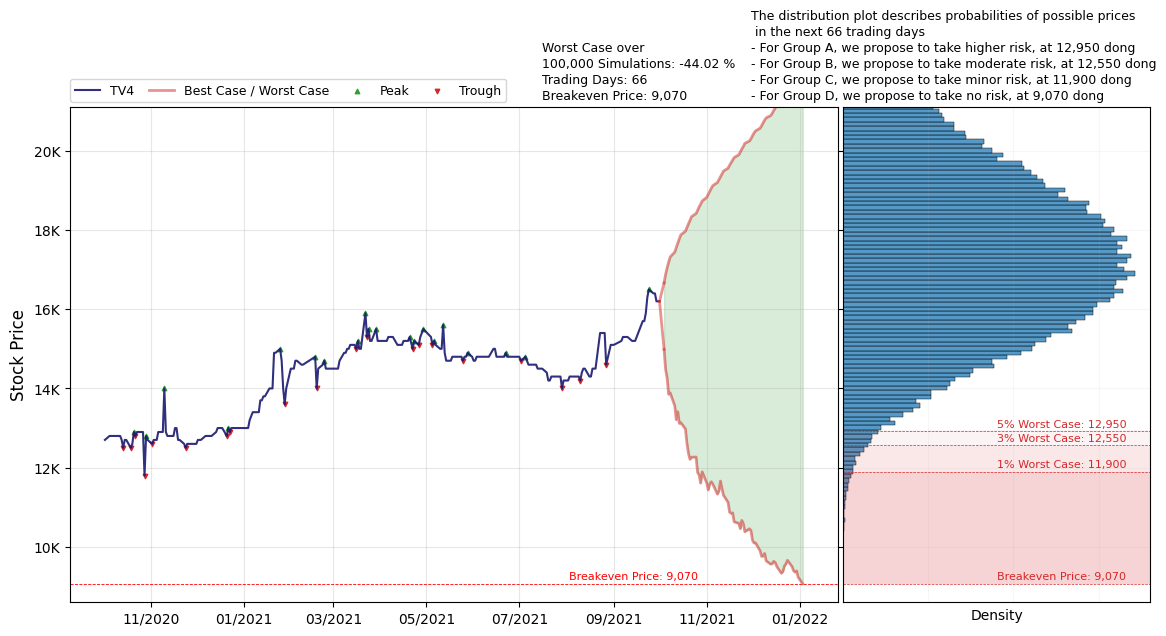 The distribution plot describes probabilities of possible prices
in the next 66 trading days
- For Group A, we propose to take higher risk, at 12,950 dong
- For Group B, we propose to take moderate risk, at 12,550 dong
- For Group C, we propose to take minor risk, at 11,900 dong
- For Group D, we propose to take no risk, at 9,070 dong
Worst Case over
100,000 Simulations: -44.02 %
Trading Days: 66
Breakeven Price: 9,070
TV4
Best Case / Worst Case
Peak
Trough
Stock Price
20K
18K
16K
14K
12K
10K
Breakeven Price: 9,070
11/2020
01/2021
03/2021
05/2021
07/2021
09/2021
11/2021
01/2022
5% Worst Case: 12,950
3% Worst Case: 12,550
1% Worst Case: 11,900
Breakeven Price: 9,070
Density